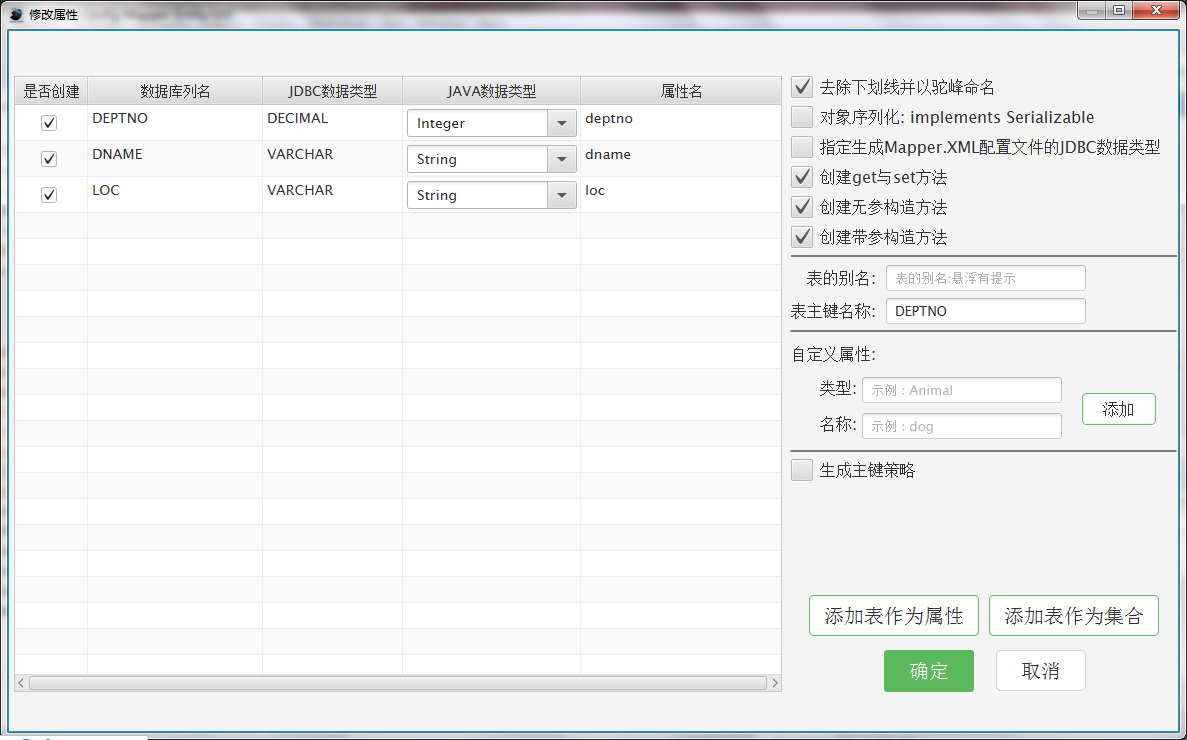 修改属性
是否创建 数据库列名 JDBC数据类型 JAVA数据类型 属性名
DEPTNO DECIMAL Integer deptno
DNAME VARCHAR String dname
LOC VARCHAR String loc
去除下划线并以驼峰命名
对象序列化: implements Serializable
指定生成Mapper.XML配置文件的JDBC数据类型
创建get与set方法
创建无参构造方法
创建带参构造方法
表的别名: 表的别名:悬浮有提示
表主键名称: DEPTNO
自定义属性:
类型: 示例 : Animal
名称: 示例 : dog
添加
生成主键策略
添加表作为属性 添加表作为集合
确定 取消